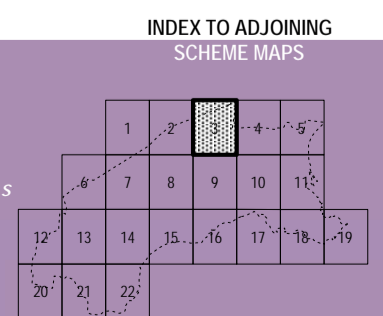 INDEX TO ADJOINING
SCHEME MAPS
1 2 3 4 5
s
6 7 8 9 10 11
12 13 14 15 16 17 18 19
20 21 22